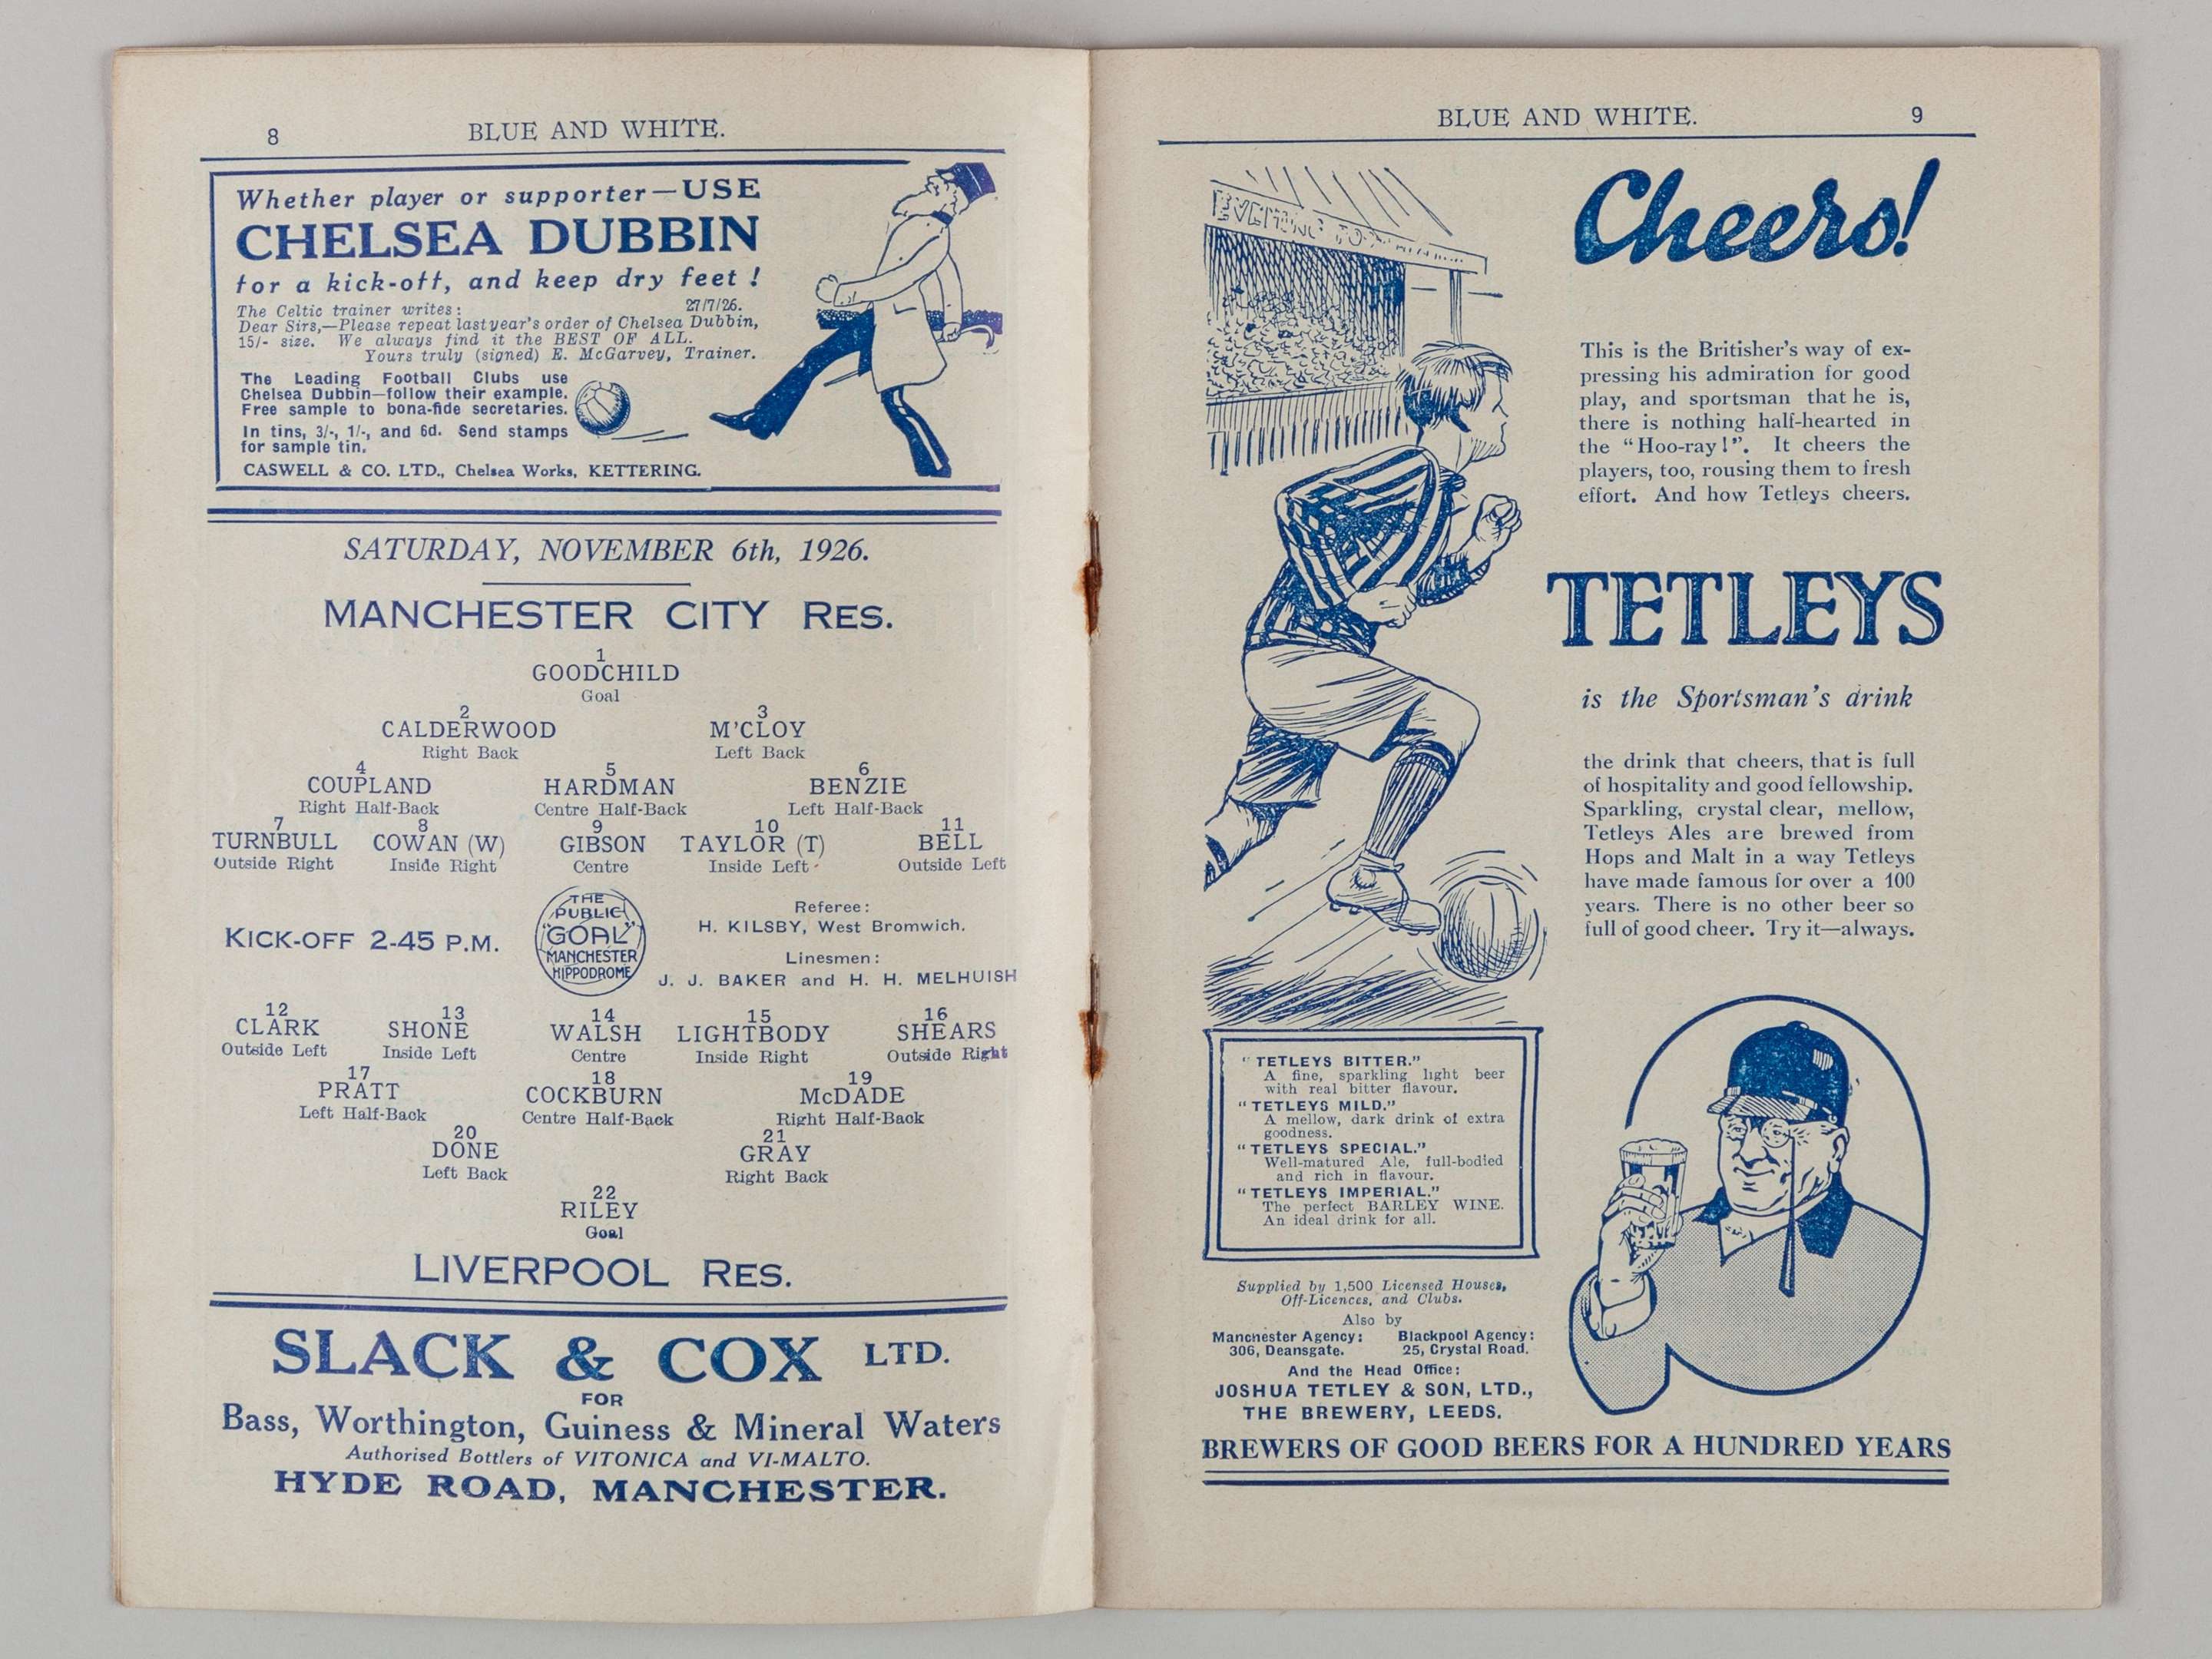 8
BLUE AND WHITE.
Whether player or supporter—USE
CHELSEA DUBBIN
for a kick-off, and keep dry feet !
The Celtic trainer writes: 27/7/26.
Dear Sirs,—Please repeat last year's order of Chelsea Dubbin,
15/- size. We always find it the BEST OF ALL.
Yours truly (signed) E. McGarvey, Trainer.
The Leading Football Clubs use
Chelsea Dubbin—follow their example.
Free sample to bona-fide secretaries.
In tins, 3/-, 1/-, and 6d. Send stamps
for sample tin.
CASWELL & CO. LTD., Chelsea Works, KETTERING.
SATURDAY, NOVEMBER 6th, 1926.
MANCHESTER CITY RES.
1
GOODCHILD
Goal
2 3
CALDERWOOD M'CLOY
Right Back Left Back
4 5 6
COUPLAND HARDMAN BENZIE
Right Half-Back Centre Half-Back Left Half-Back
7 8 9 10 11
TURNBULL COWAN (W) GIBSON TAYLOR (T) BELL
Outside Right Inside Right Centre Inside Left Outside Left
KICK-OFF 2-45 P.M.
THE
PUBLIC
"GOAL"
MANCHESTER
HIPPODROME
Referee:
H. KILSBY, West Bromwich.
Linesmen:
J. J. BAKER and H. H. MELHUISH
12 13 14 15 16
CLARK SHONE WALSH LIGHTBODY SHEARS
Outside Left Inside Left Centre Inside Right Outside Right
17 18 19
PRATT COCKBURN McDADE
Left Half-Back Centre Half-Back Right Half-Back
20 21
DONE GRAY
Left Back Right Back
22
RILEY
Goal
LIVERPOOL RES.
SLACK & COX LTD.
FOR
Bass, Worthington, Guiness & Mineral Waters
Authorised Bottlers of VITONICA and VI-MALTO.
HYDE ROAD, MANCHESTER.
BLUE AND WHITE.
9
Cheers!
This is the Britisher's way of ex-
pressing his admiration for good
play, and sportsman that he is,
there is nothing half-hearted in
the "Hoo-ray!". It cheers the
players, too, rousing them to fresh
effort. And how Tetleys cheers.
TETLEYS
is the Sportsman's drink
the drink that cheers, that is full
of hospitality and good fellowship.
Sparkling, crystal clear, mellow,
Tetleys Ales are brewed from
Hops and Malt in a way Tetleys
have made famous for over a 100
years. There is no other beer so
full of good cheer. Try it—always.
"TETLEYS BITTER."
A fine, sparkling light beer
with real bitter flavour.
"TETLEYS MILD."
A mellow, dark drink of extra
goodness.
"TETLEYS SPECIAL."
Well-matured Ale, full-bodied
and rich in flavour.
"TETLEYS IMPERIAL."
The perfect BARLEY WINE.
An ideal drink for all.
Supplied by 1,500 Licensed Houses,
Off-Licences, and Clubs.
Also by
Manchester Agency: Blackpool Agency:
306, Deansgate. 25, Crystal Road.
And the Head Office:
JOSHUA TETLEY & SON, LTD.,
THE BREWERY, LEEDS.
BREWERS OF GOOD BEERS FOR A HUNDRED YEARS